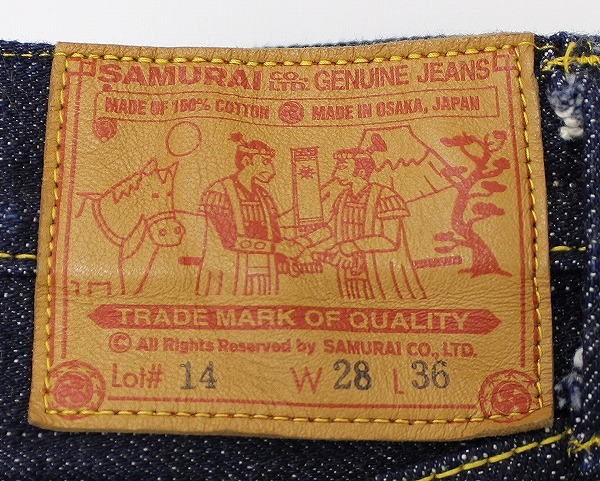 SAMURAI CO. LTD. GENUINE JEANS
MADE OF 100% COTTON MADE IN OSAKA, JAPAN
TRADE MARK OF QUALITY
© All Rights Reserved by SAMURAI CO., LTD.
Lot# 14 W 28 L 36